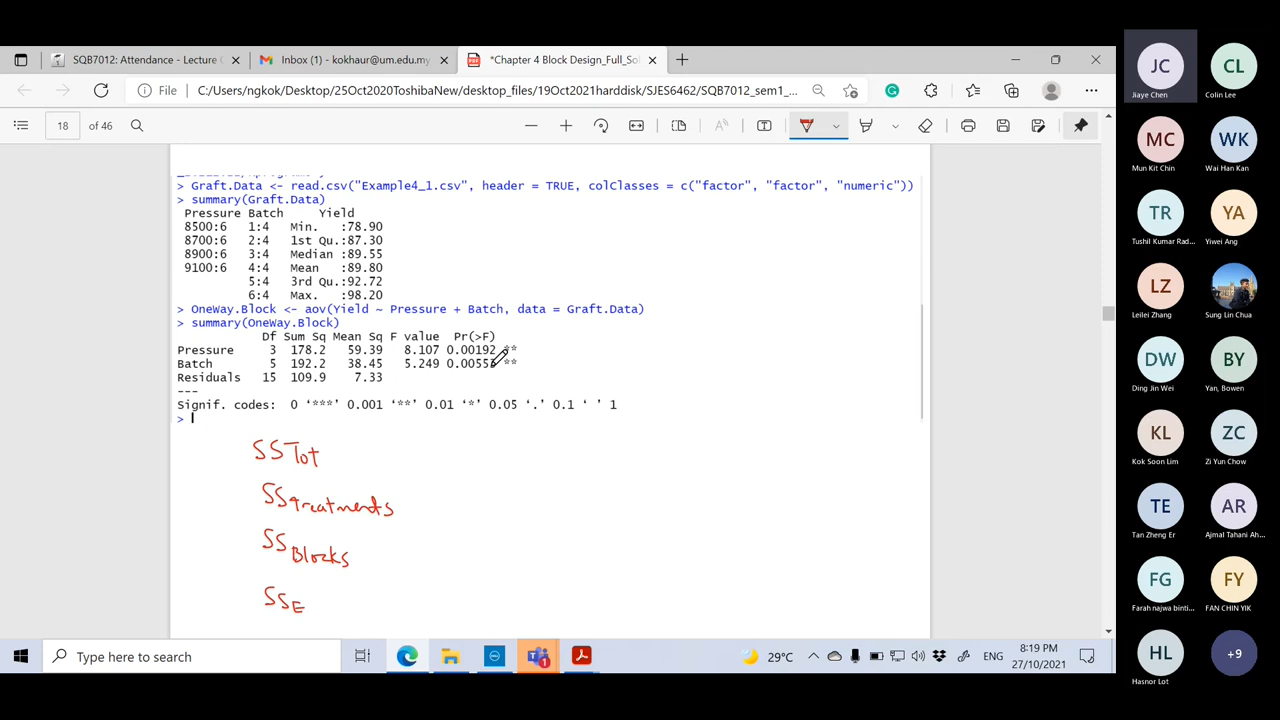 SQB7012: Attendance - Lecture
Inbox (1) - kokhaur@um.edu.my
*Chapter 4 Block Design_Full_So
File C:/Users/ngkok/Desktop/25Oct2020ToshibaNew/desktop_files/19Oct2021harddisk/SJES6462/SQB7012_sem1_...
18 of 46
> Graft.Data <- read.csv("Example4_1.csv", header = TRUE, colClasses = c("factor", "factor", "numeric"))
> summary(Graft.Data)
Pressure Batch Yield
8500:6 1:4 Min. :78.90
8700:6 2:4 1st Qu.:87.30
8900:6 3:4 Median :89.55
9100:6 4:4 Mean :89.80
5:4 3rd Qu.:92.72
6:4 Max. :98.20
> OneWay.Block <- aov(Yield ~ Pressure + Batch, data = Graft.Data)
> summary(OneWay.Block)
Df Sum Sq Mean Sq F value Pr(>F)
Pressure 3 178.2 59.39 8.107 0.00192 **
Batch 5 192.2 38.45 5.249 0.00553 **
Residuals 15 109.9 7.33
---
Signif. codes: 0 ‘***’ 0.001 ‘**’ 0.01 ‘*’ 0.05 ‘.’ 0.1 ‘ ’ 1
>
SSTot
SSTreatments
SSBlocks
SSE
Type here to search
29°C
ENG
8:19 PM
27/10/2021
JC
Jiaye Chen
CL
Colin Lee
MC
Mun Kit Chin
WK
Wai Han Kan
TR
Tushil Kumar Rad...
YA
Yiwei Ang
LZ
Leilei Zhang
Sung Lin Chua
DJ
Ding Jin Wei
BY
Yan, Bowen
KL
Kok Soon Lim
ZC
Zi Yun Chow
TE
Tan Zheng Er
AR
Ajmal Tahani Ah...
FG
Farah najwa binti...
FY
FAN CHIN YIK
HL
Hasnor Lot
+9